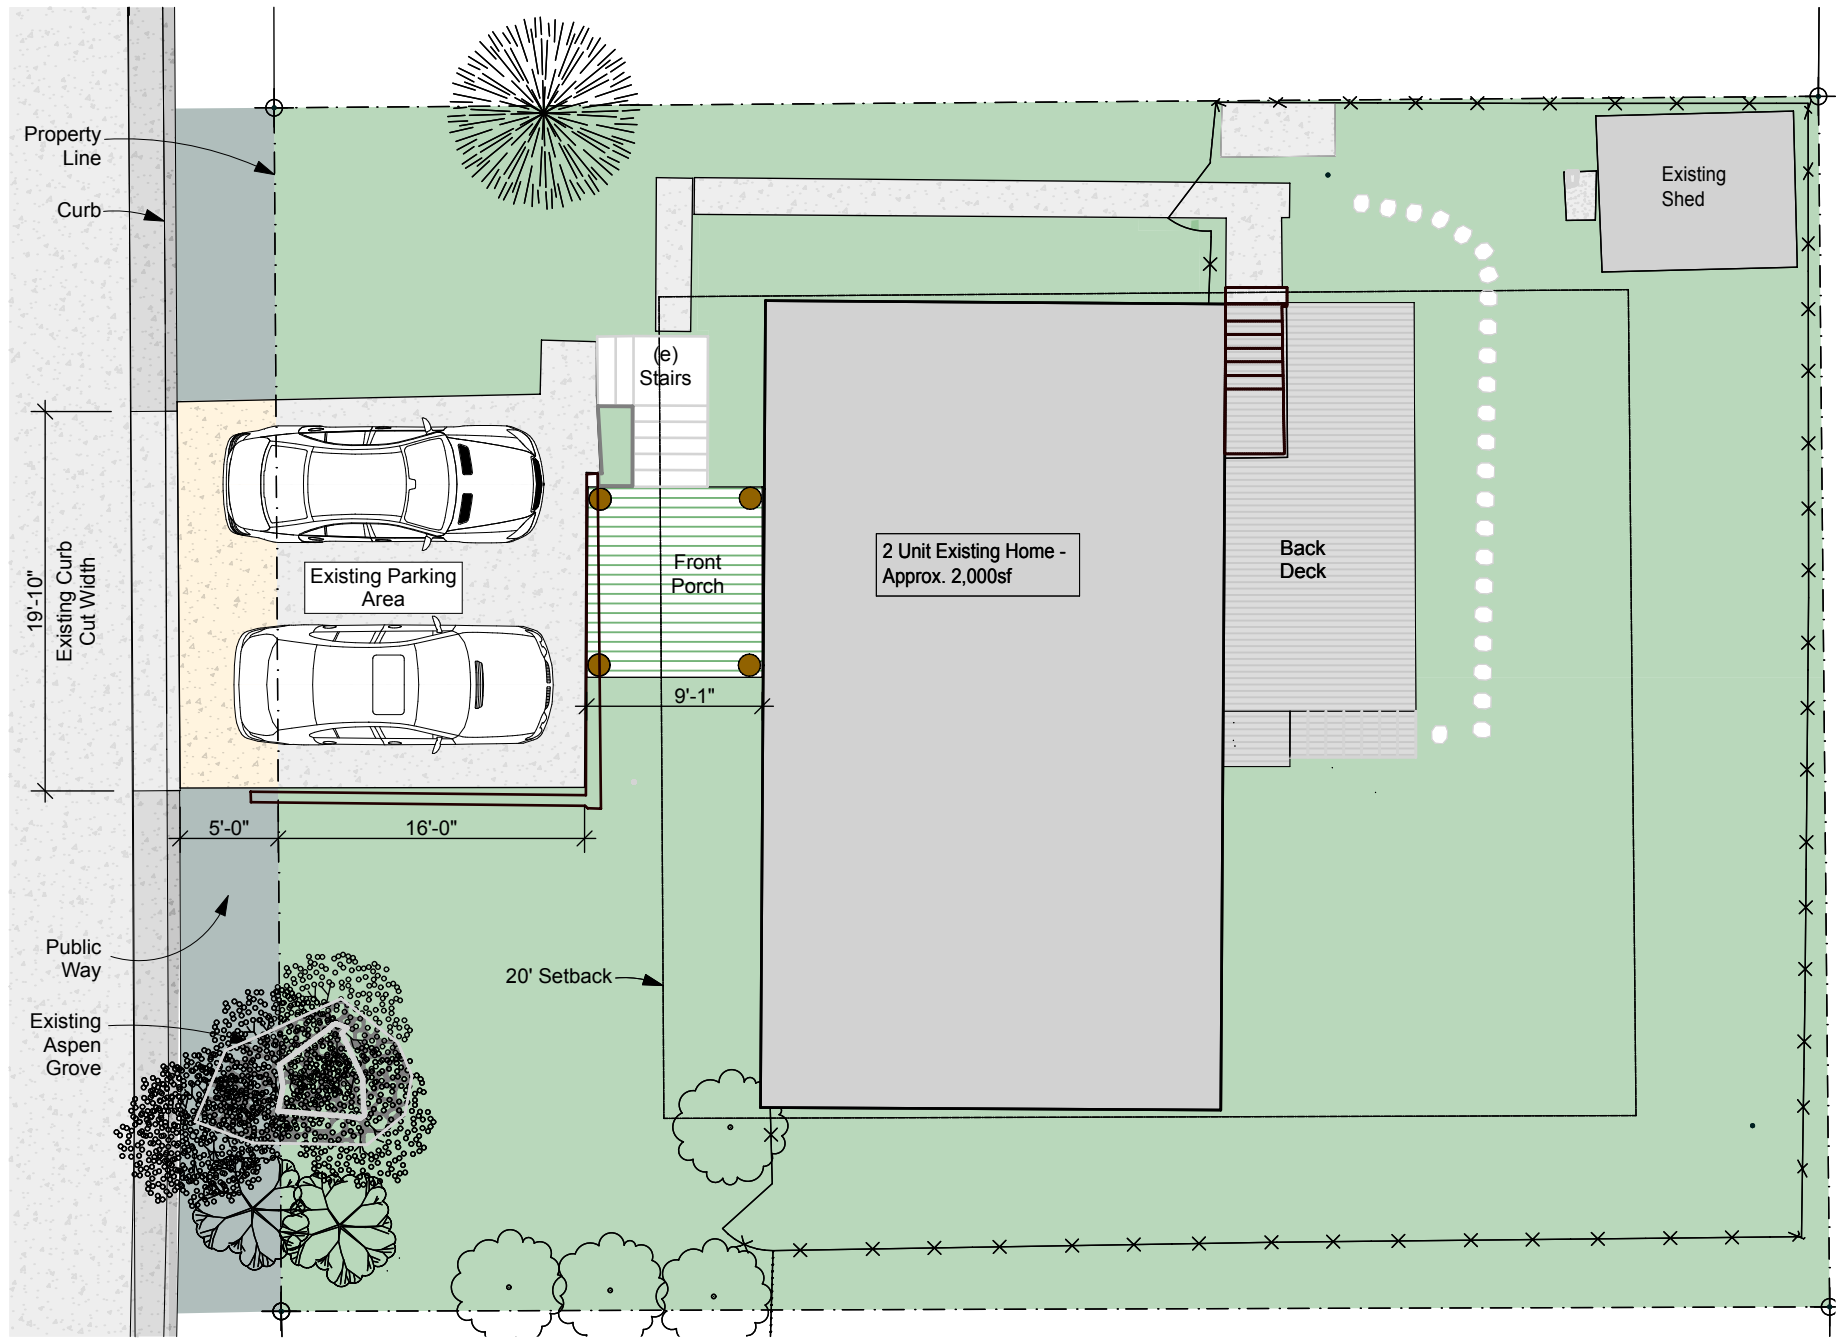 Property
Line
Curb
Existing
Shed
(e)
Stairs
19'-10"
Existing Curb
Cut Width
Existing Parking
Area
Front
Porch
2 Unit Existing Home -
Approx. 2,000sf
Back
Deck
9'-1"
5'-0"
16'-0"
Public
Way
20' Setback
Existing
Aspen
Grove